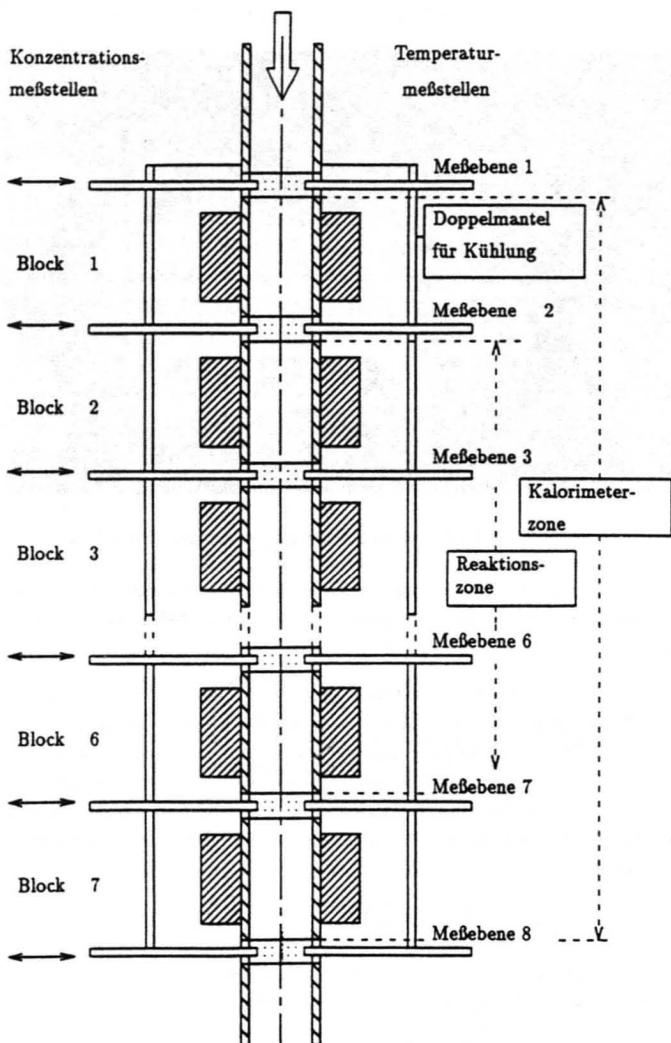 Konzentrations-
meßstellen
Temperatur-
meßstellen
Meßebene 1
Doppelmantel
für Kühlung
Block 1
Meßebene 2
Block 2
Meßebene 3
Kalorimeter-
zone
Block 3
Reaktions-
zone
Meßebene 6
Block 6
Meßebene 7
Block 7
Meßebene 8